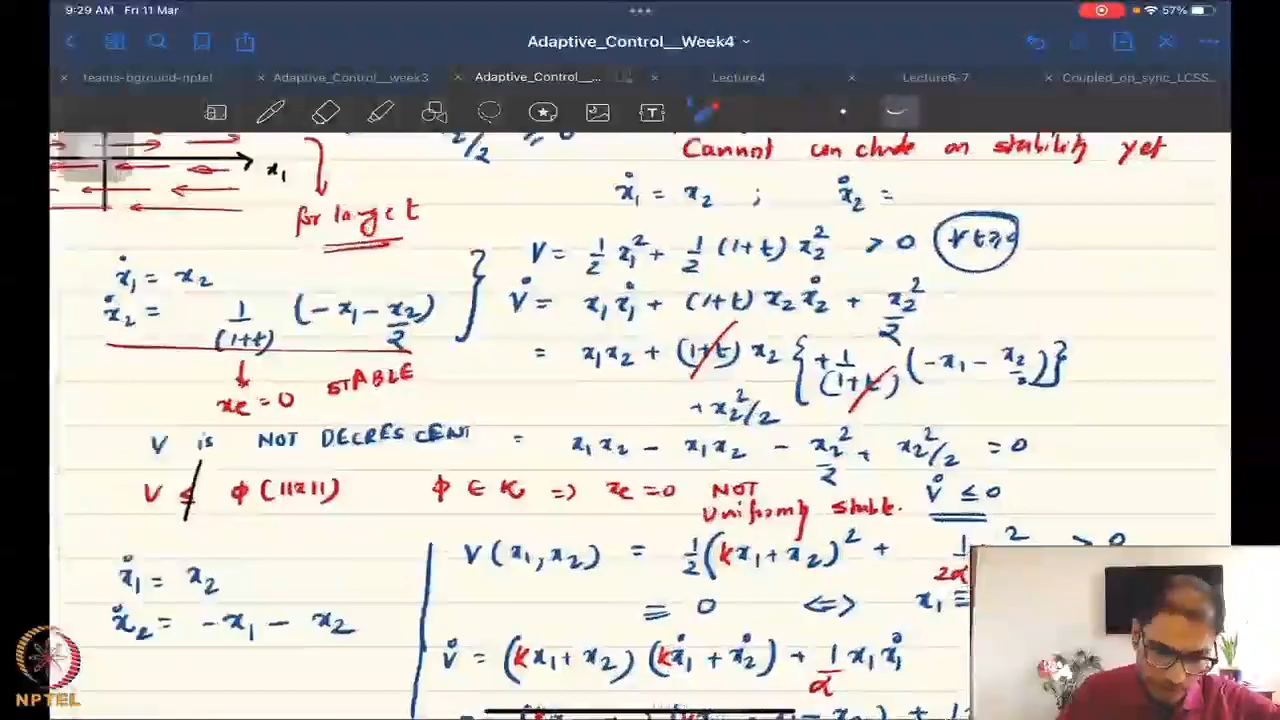 9:29 AM Fri 11 Mar
57%
Adaptive_Control__Week4
teams-bground-nptel
Adaptive_Control__week3
Adaptive_Control_...
Lecture4
Lecture6-7
Coupled_op_sync_LCSS...
Cannot conclude on stability yet
x₁
for large t
ẋ₁ = x₂ ; ẋ₂ =
V = 1/2 x₁² + 1/2 (1+t) x₂² > 0
ẋ₁ = x₂
ẋ₂ = 1/(1+t) (-x₁ - x₂/2)
V̇ = x₁ẋ₁ + (1+t) x₂ẋ₂ + x₂²/2
= x₁x₂ + (1+t) x₂ { +1/(1+t) (-x₁ - x₂/2) }
+ x₂²/2
xe = 0 STABLE
V is NOT DECRESCENT
= x₁x₂ - x₁x₂ - x₂²/2 + x₂²/2 = 0
V ≰ φ(||x||) φ ∈ K => xe = 0 NOT
Uniformly stable.
V̇ ≤ 0
V(x₁, x₂) = 1/2 (kx₁ + x₂)² +
≡ 0 <=> x₁ ≡
ẋ₁ = x₂
ẋ₂ = -x₁ - x₂
V̇ = (kx₁ + x₂) (kẋ₁ + ẋ₂) + 1/α x₁ẋ₁
NPTEL